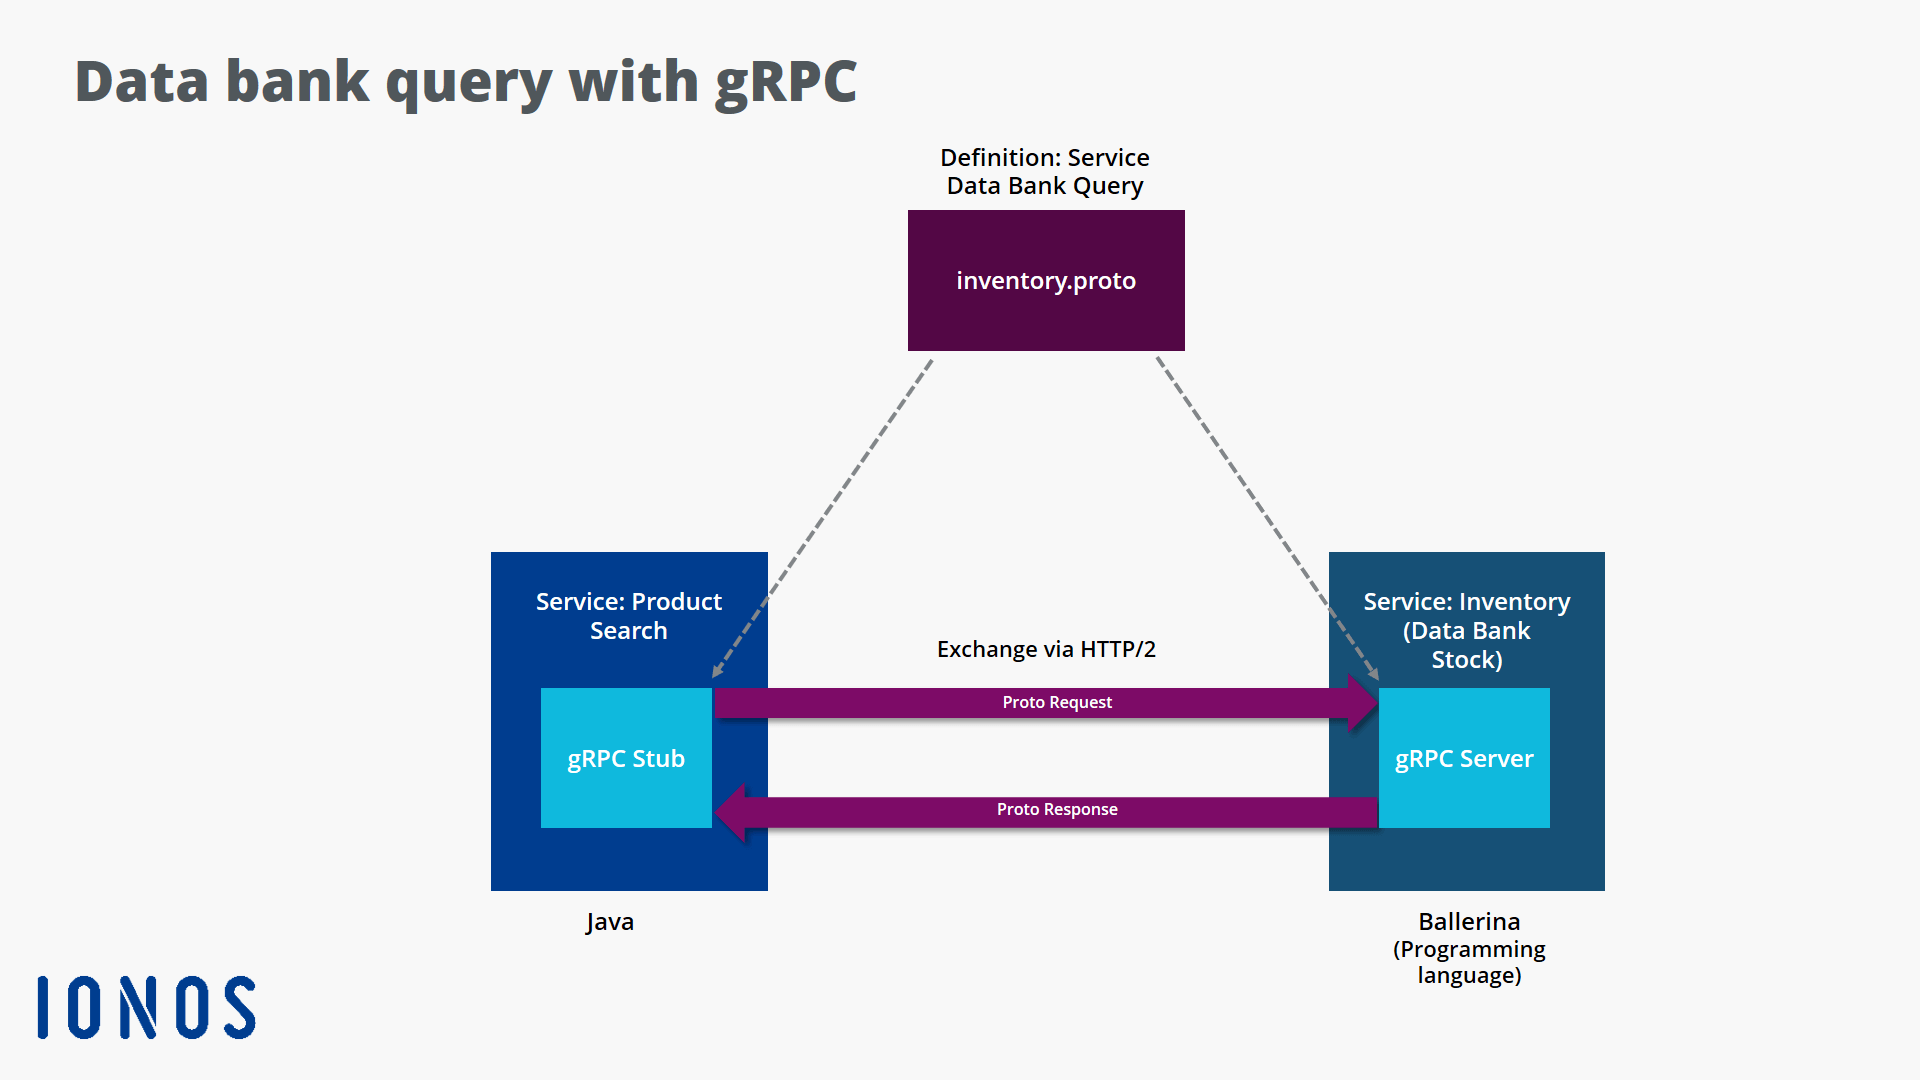 Data bank query with gRPC
Definition: Service
Data Bank Query
inventory.proto
Service: Product
Search
Service: Inventory
(Data Bank
Stock)
Exchange via HTTP/2
Proto Request
gRPC Stub
gRPC Server
Proto Response
Java
Ballerina
(Programming
language)
IONOS